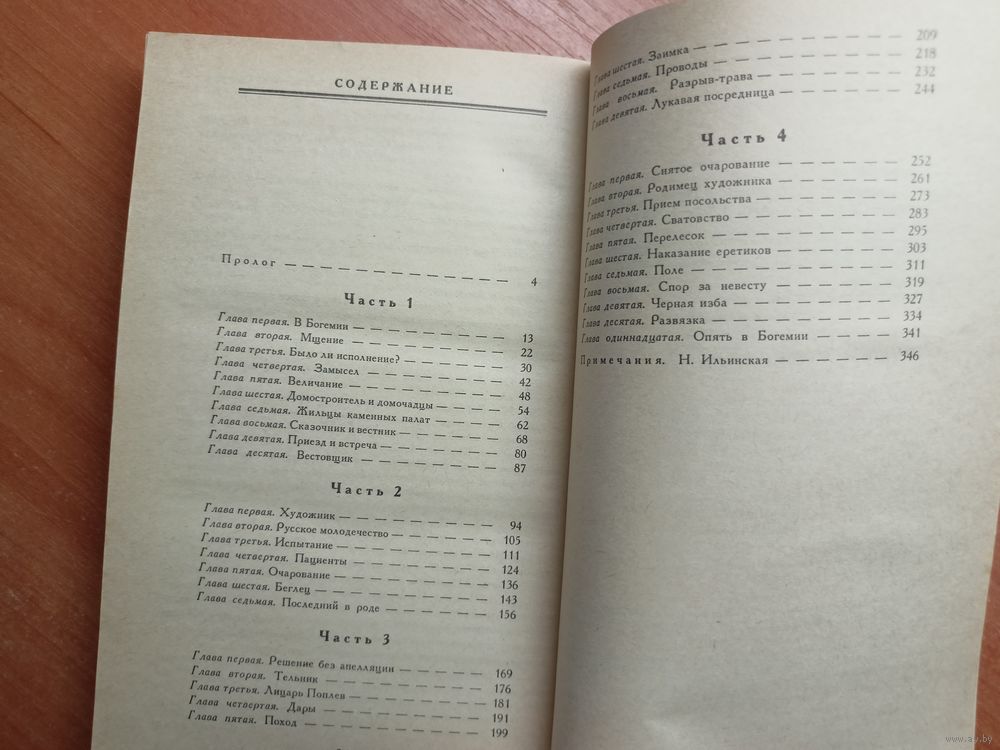 СОДЕРЖАНИЕ
Пролог — — — — — — — — — — — 4
Часть 1
Глава первая. В Богемии — — — — — — — 13
Глава вторая. Мщение — — — — — — — 22
Глава третья. Было ли исполнение? — — — — — 30
Глава четвертая. Замысел — — — — — — — 42
Глава пятая. Величание — — — — — — — 48
Глава шестая. Домостроитель и домочадцы — — — 54
Глава седьмая. Жильцы каменных палат — — — — 62
Глава восьмая. Сказочник и вестник — — — — — 68
Глава девятая. Приезд и встреча — — — — — — 80
Глава десятая. Вестовщик — — — — — — — 87
Часть 2
Глава первая. Художник — — — — — — — 94
Глава вторая. Русское молодечество — — — — — 105
Глава третья. Испытание — — — — — — — 111
Глава четвертая. Пациенты — — — — — — — 124
Глава пятая. Очарование — — — — — — — 136
Глава шестая. Беглец — — — — — — — — 143
Глава седьмая. Последний в роде — — — — — 156
Часть 3
Глава первая. Решение без апелляции — — — — — 169
Глава вторая. Тельник — — — — — — — 176
Глава третья. Лицарь Поплев — — — — — — 181
Глава четвертая. Дары — — — — — — — 191
Глава пятая. Поход — — — — — — — — 199
Глава шестая. Заимка — — — — — — — 209
Глава седьмая. Проводы — — — — — — — 218
Глава восьмая. Разрыв-трава — — — — — — 232
Глава девятая. Лукавая посредница — — — — — 244
Часть 4
Глава первая. Снятое очарование — — — — — 252
Глава вторая. Родимец художника — — — — — 261
Глава третья. Прием посольства — — — — — — 273
Глава четвертая. Сватовство — — — — — — — 283
Глава пятая. Перелесок — — — — — — — — 295
Глава шестая. Наказание еретиков — — — — — 303
Глава седьмая. Поле — — — — — — — — 311
Глава восьмая. Спор за невесту — — — — — — 319
Глава девятая. Черная изба — — — — — — — 327
Глава десятая. Развязка — — — — — — — — 334
Глава одиннадцатая. Опять в Богемии — — — — 341
Примечания. Н. Ильинская — — — — — — 346
www.ay.by